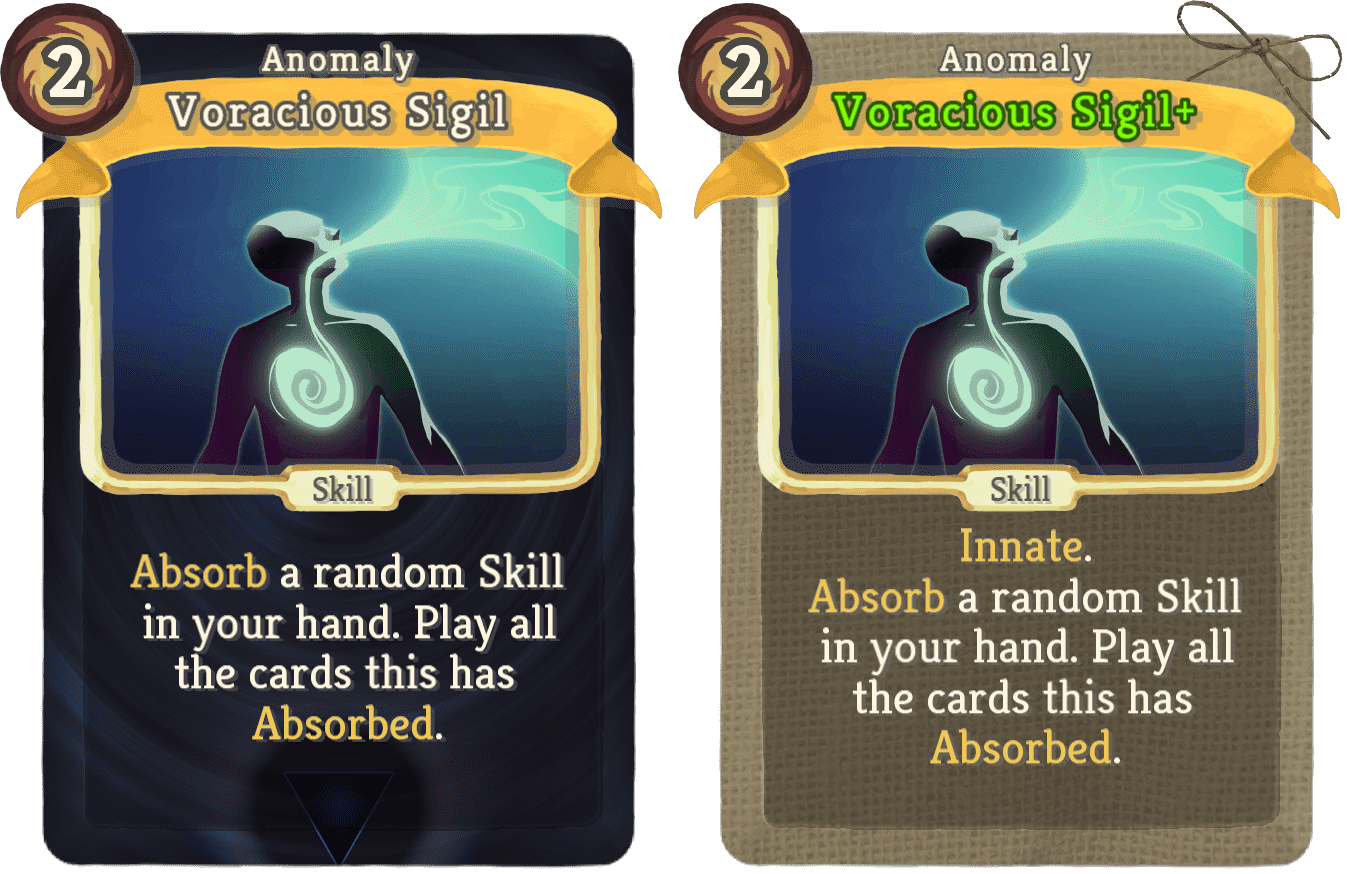 2
Anomaly
Voracious Sigil
Skill
Absorb a random Skill
in your hand. Play all
the cards this has
Absorbed.
2
Anomaly
Voracious Sigil+
Skill
Innate.
Absorb a random Skill
in your hand. Play all
the cards this has
Absorbed.